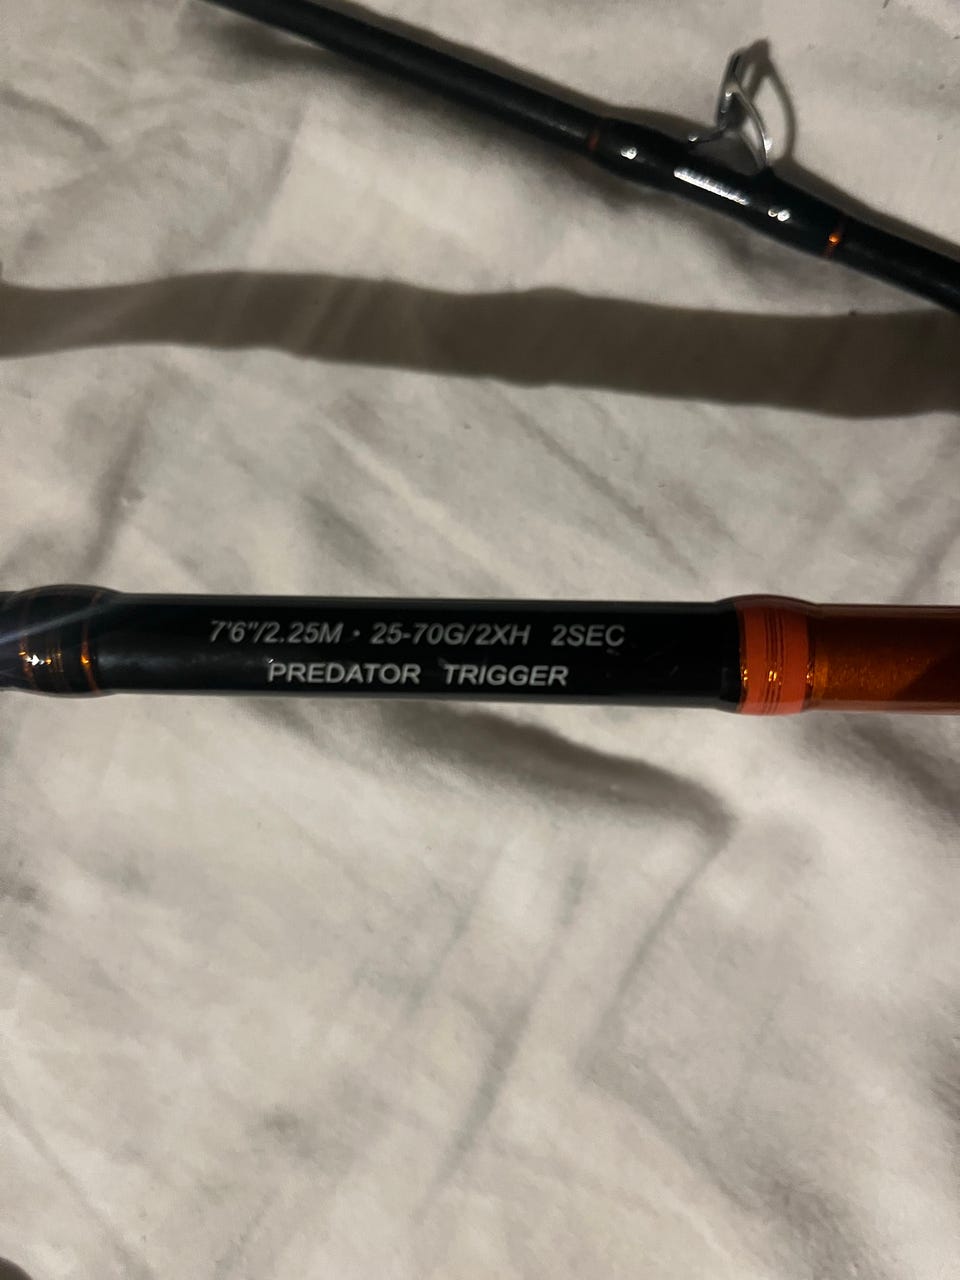 7'6"/2.25M · 25-70G/2XH 2SEC
PREDATOR TRIGGER